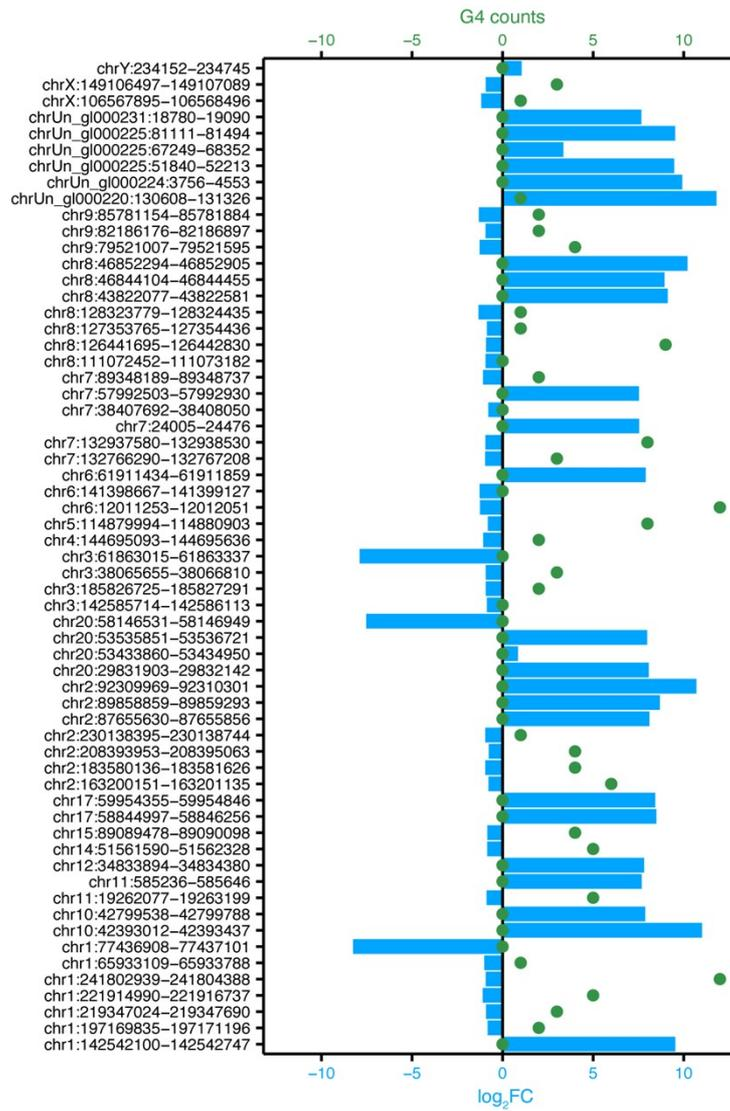 G4 counts
−10 −5 0 5 10
chrY:234152−234745
chrX:149106497−149107089
chrX:106567895−106568496
chrUn_gl000231:18780−19090
chrUn_gl000225:81111−81494
chrUn_gl000225:67249−68352
chrUn_gl000225:51840−52213
chrUn_gl000224:3756−4553
chrUn_gl000220:130608−131326
chr9:85781154−85781884
chr9:82186176−82186897
chr9:79521007−79521595
chr8:46852294−46852905
chr8:46844104−46844455
chr8:43822077−43822581
chr8:128323779−128324435
chr8:127353765−127354436
chr8:126441695−126442830
chr8:111072452−111073182
chr7:89348189−89348737
chr7:57992503−57992930
chr7:38407692−38408050
chr7:24005−24476
chr7:132937580−132938530
chr7:132766290−132767208
chr6:61911434−61911859
chr6:141398667−141399127
chr6:12011253−12012051
chr5:114879994−114880903
chr4:144695093−144695636
chr3:61863015−61863337
chr3:38065655−38066810
chr3:185826725−185827291
chr3:142585714−142586113
chr20:58146531−58146949
chr20:53535851−53536721
chr20:53433860−53434950
chr20:29831903−29832142
chr2:92309969−92310301
chr2:89858859−89859293
chr2:87655630−87655856
chr2:230138395−230138744
chr2:208393953−208395063
chr2:183580136−183581626
chr2:163200151−163201135
chr17:59954355−59954846
chr17:58844997−58846256
chr15:89089478−89090098
chr14:51561590−51562328
chr12:34833894−34834380
chr11:585236−585646
chr11:19262077−19263199
chr10:42799538−42799788
chr10:42393012−42393437
chr1:77436908−77437101
chr1:65933109−65933788
chr1:241802939−241804388
chr1:221914990−221916737
chr1:219347024−219347690
chr1:197169835−197171196
chr1:142542100−142542747
−10 −5 0 5 10
log₂FC